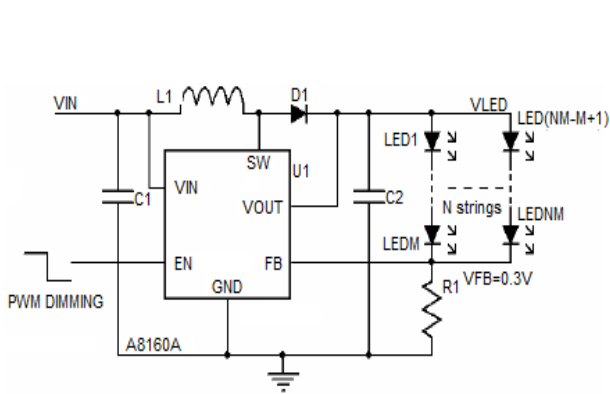 L1
D1
VIN
VLED
LED(NM-M+1)
LED1
SW
U1
VIN
C1
VOUT
C2
N strings
LEDNM
LEDM
EN
FB
VFB=0.3V
GND
R1
PWM DIMMING
A8160A